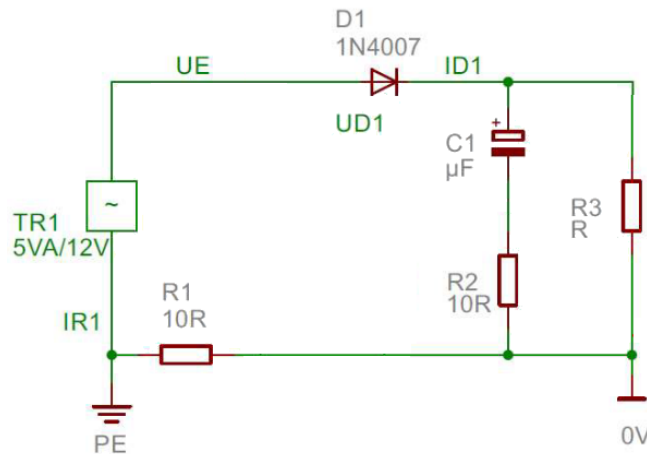 D1
1N4007
UE
ID1
UD1
+
C1
µF
~
TR1
5VA/12V
R3
R
R2
10R
IR1
R1
10R
PE
0V